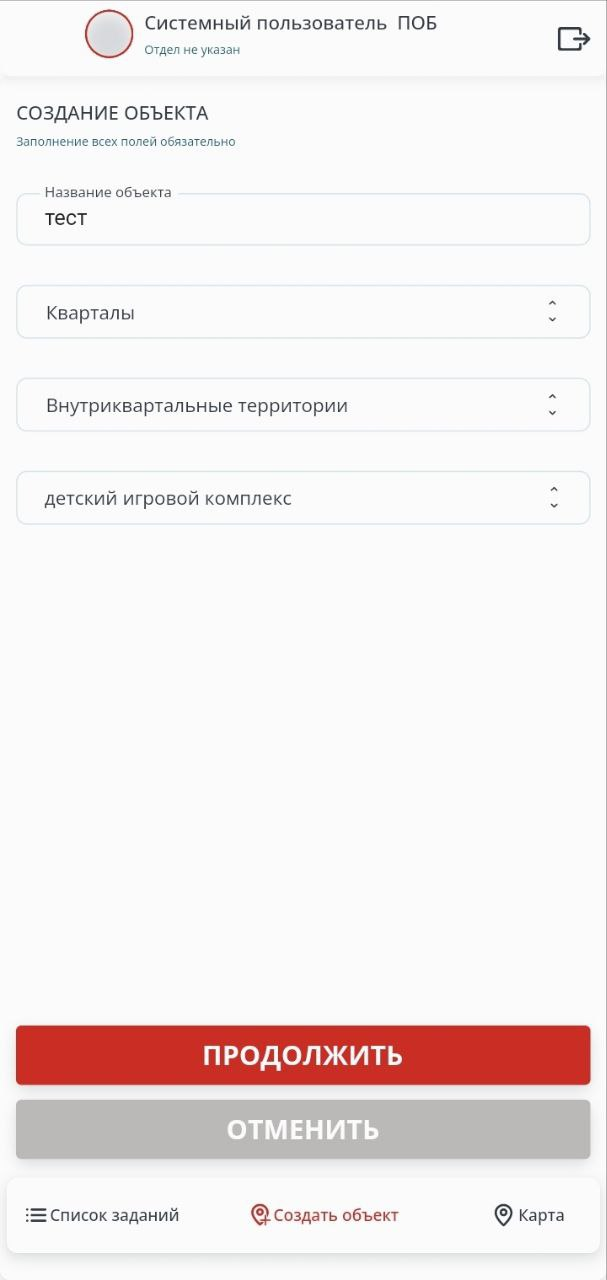 Системный пользователь ПОБ
Отдел не указан
СОЗДАНИЕ ОБЪЕКТА
Заполнение всех полей обязательно
Название объекта
тест
Кварталы
Внутриквартальные территории
детский игровой комплекс
ПРОДОЛЖИТЬ
ОТМЕНИТЬ
Список заданий
Создать объект
Карта